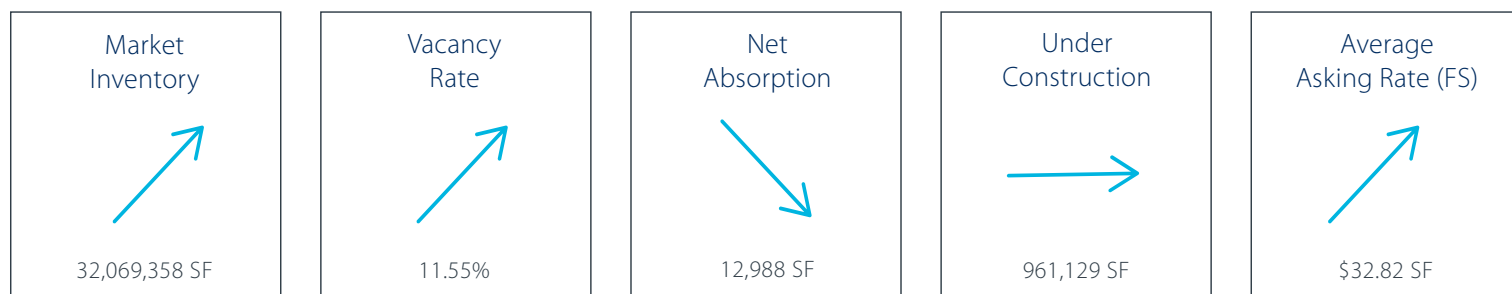 Market
Inventory
32,069,358 SF
Vacancy
Rate
11.55%
Net
Absorption
12,988 SF
Under
Construction
961,129 SF
Average
Asking Rate (FS)
$32.82 SF